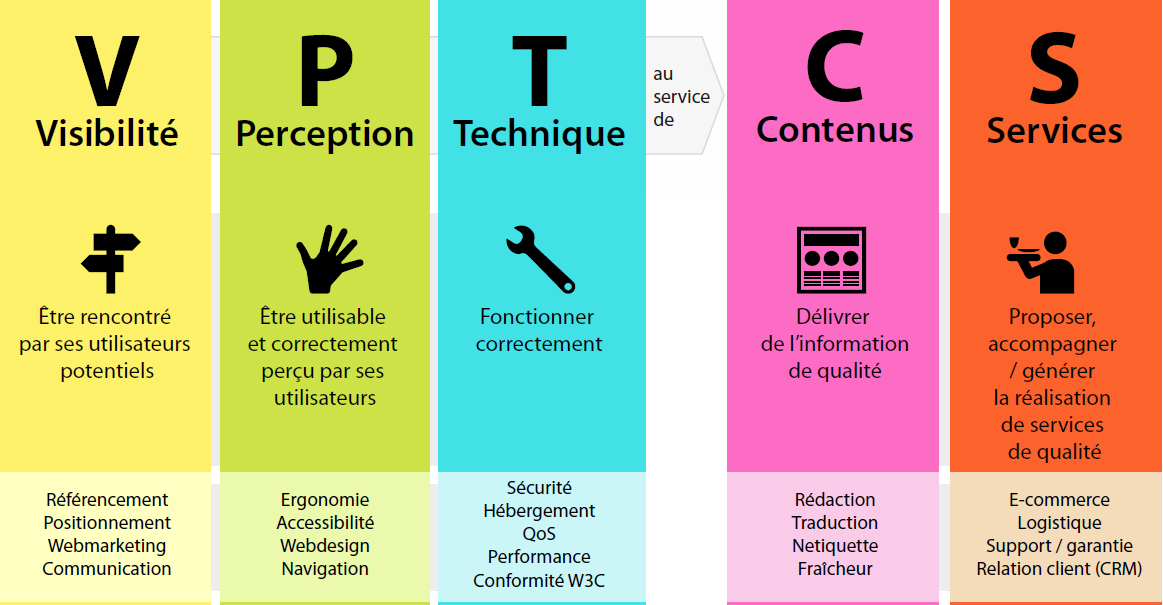 V
Visibilité
Être rencontré
par ses utilisateurs
potentiels
Référencement
Positionnement
Webmarketing
Communication
P
Perception
Être utilisable
et correctement
perçu par ses
utilisateurs
Ergonomie
Accessibilité
Webdesign
Navigation
T
Technique
Fonctionner
correctement
Sécurité
Hébergement
QoS
Performance
Conformité W3C
au
service
de
C
Contenus
Délivrer
de l’information
de qualité
Rédaction
Traduction
Netiquette
Fraîcheur
S
Services
Proposer,
accompagner
/ générer
la réalisation
de services
de qualité
E-commerce
Logistique
Support / garantie
Relation client (CRM)